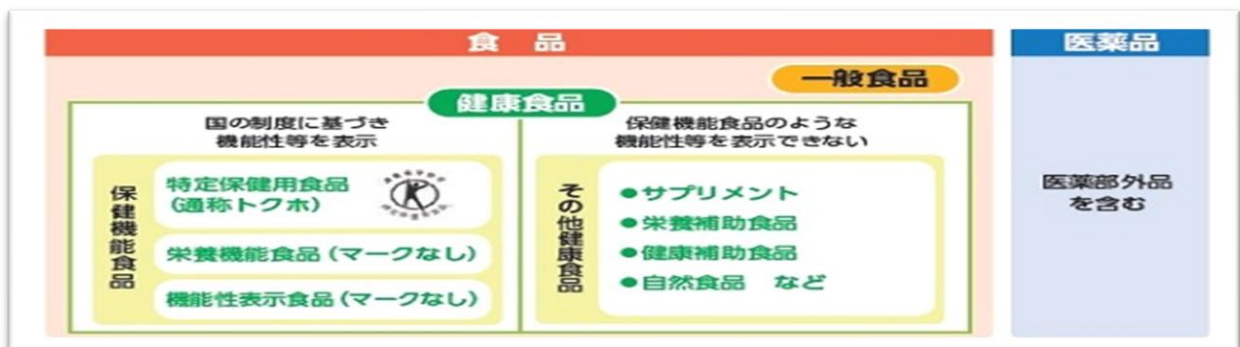 食 品
医薬品
一般食品
健康食品
国の制度に基づき
機能性等を表示
保健機能食品のような
機能性等を表示できない
保健機能食品
特定保健用食品
(通称トクホ)
栄養機能食品(マークなし)
機能性表示食品(マークなし)
その他健康食品
●サプリメント
●栄養補助食品
●健康補助食品
●自然食品 など
医薬部外品
を含む